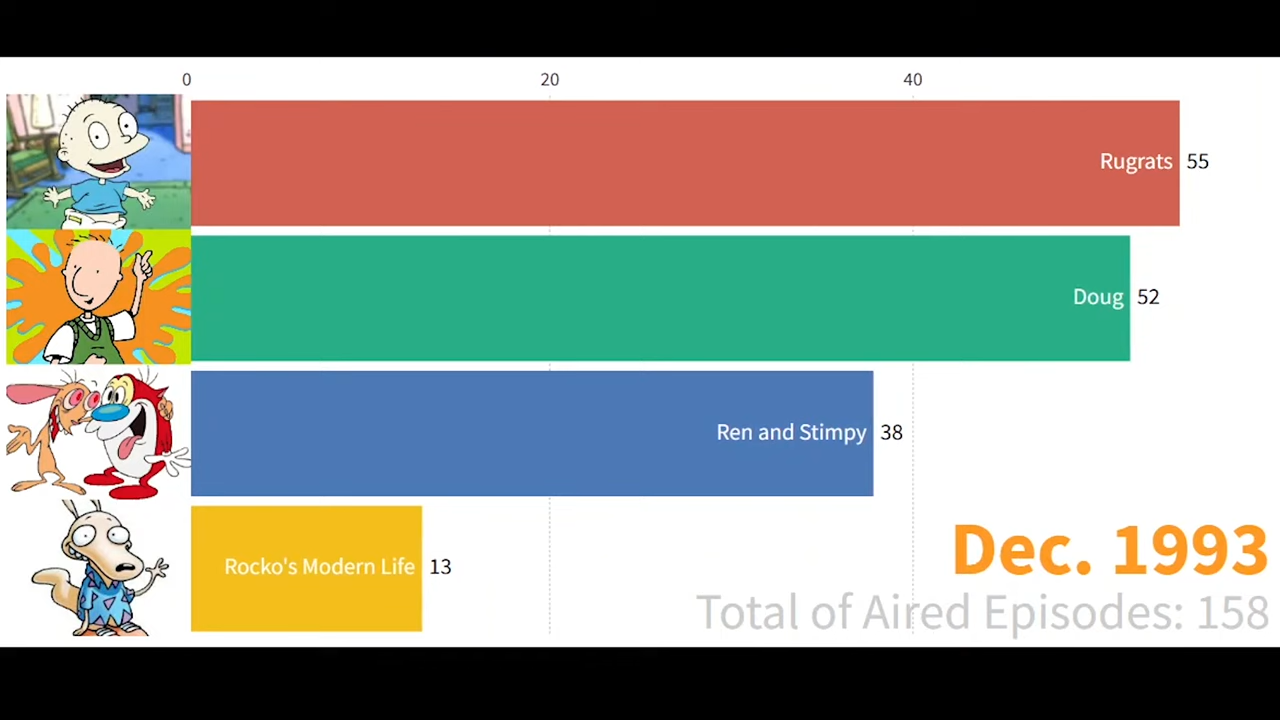 0 20 40
Rugrats 55
Doug 52
Ren and Stimpy 38
Rocko's Modern Life 13
Dec. 1993
Total of Aired Episodes: 158